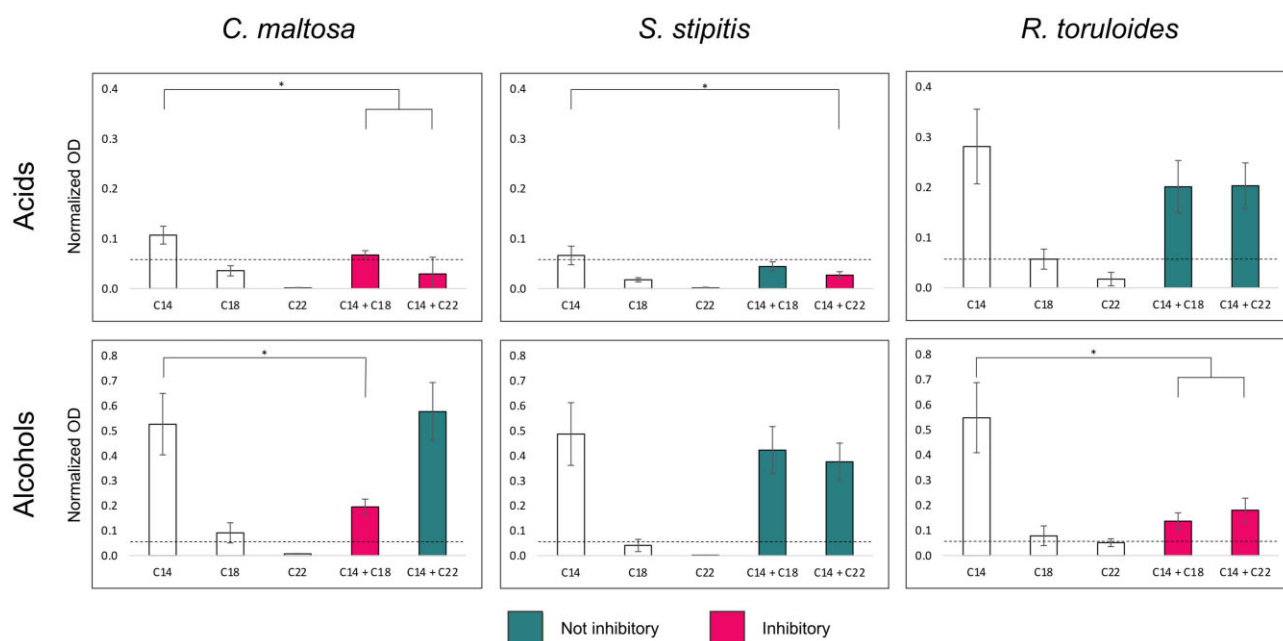 C. maltosa
S. stipitis
R. toruloides
Acids
Normalized OD
0.4
0.3
0.2
0.1
0.0
*
C14
C18
C22
C14 + C18
C14 + C22
0.4
0.3
0.2
0.1
0.0
*
C14
C18
C22
C14 + C18
C14 + C22
0.4
0.3
0.2
0.1
0.0
C14
C18
C22
C14 + C18
C14 + C22
Alcohols
Normalized OD
0.8
0.7
0.6
0.5
0.4
0.3
0.2
0.1
0.0
*
C14
C18
C22
C14 + C18
C14 + C22
0.8
0.7
0.6
0.5
0.4
0.3
0.2
0.1
0.0
C14
C18
C22
C14 + C18
C14 + C22
0.8
0.7
0.6
0.5
0.4
0.3
0.2
0.1
0.0
*
C14
C18
C22
C14 + C18
C14 + C22
Not inhibitory
Inhibitory